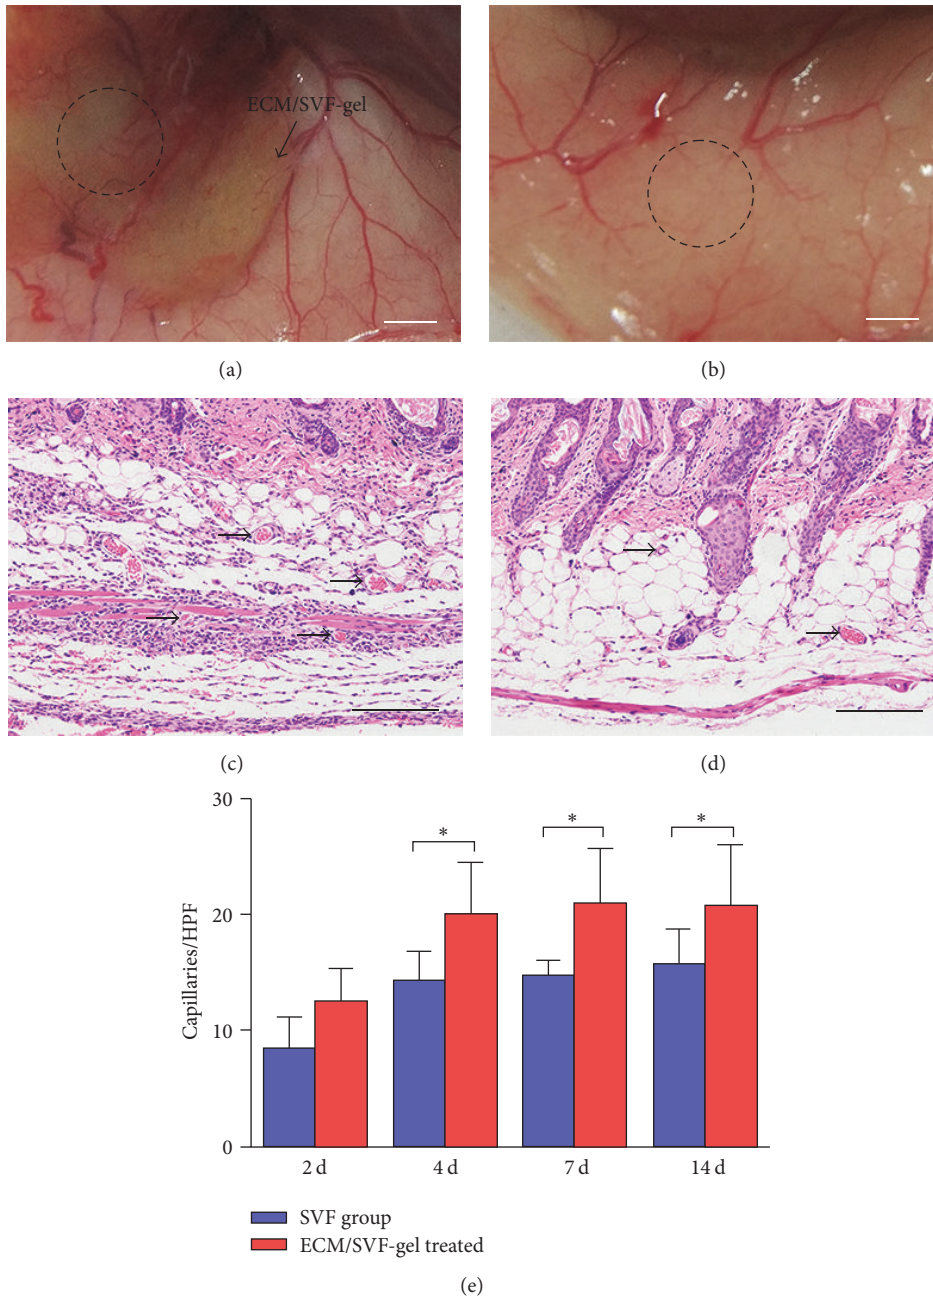 ECM/SVF-gel
(a)
(b)
(c)
(d)
30
20
10
0
Capillaries/HPF
*
*
*
2 d
4 d
7 d
14 d
SVF group
ECM/SVF-gel treated
(e)